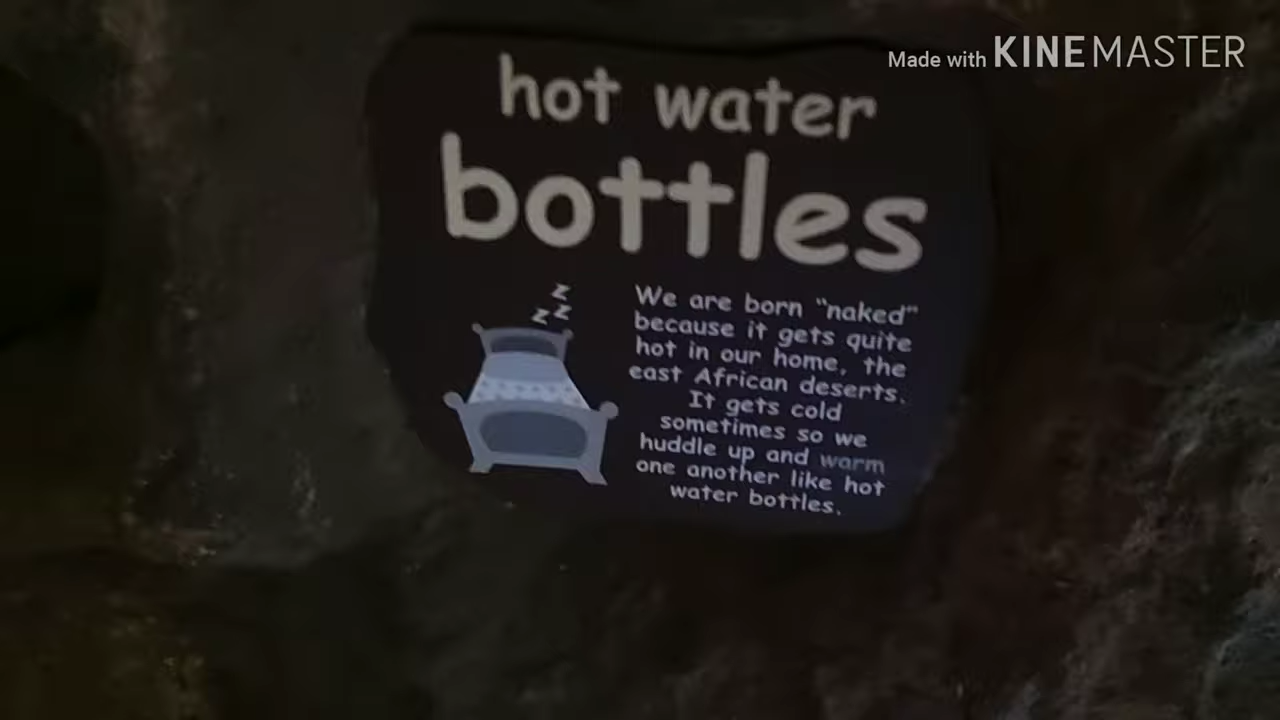 Made with KINEMASTER
hot water
bottles
z
z z
We are born "naked"
because it gets quite
hot in our home, the
east African deserts.
It gets cold
sometimes so we
huddle up and warm
one another like hot
water bottles.